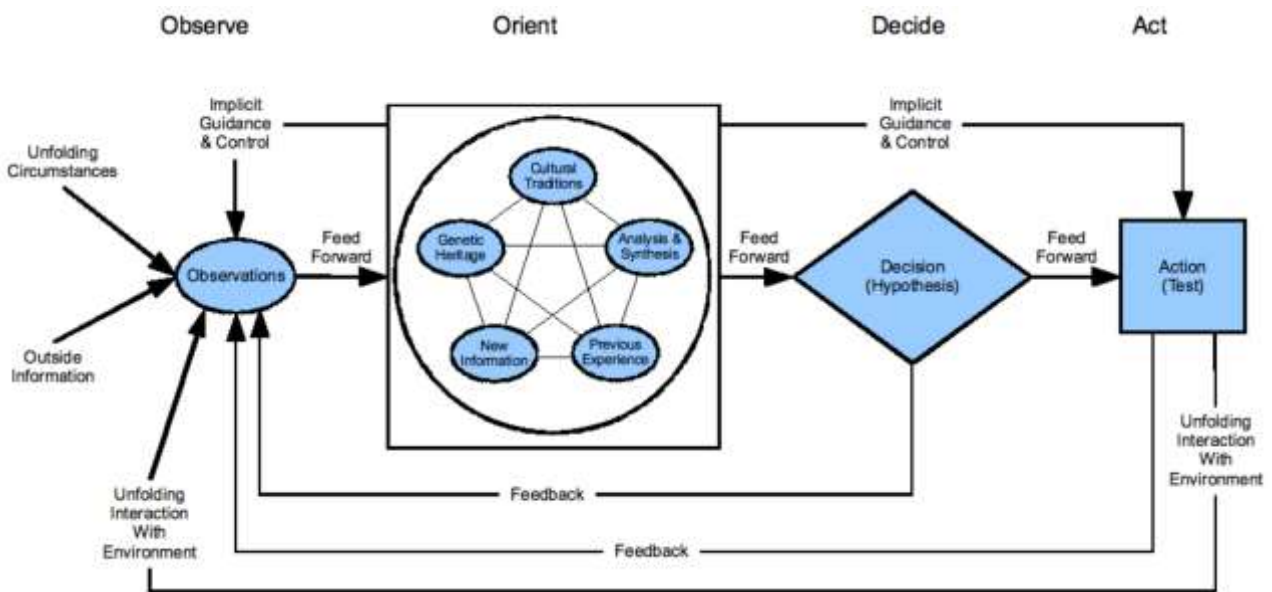 Observe
Orient
Decide
Act
Implicit
Guidance
& Control
Implicit
Guidance
& Control
Unfolding
Circumstances
Cultural
Traditions
Genetic
Heritage
Analysis &
Synthesis
Feed
Forward
Feed
Forward
Feed
Forward
Observations
Decision
(Hypothesis)
Action
(Test)
New
Information
Previous
Experience
Outside
Information
Unfolding
Interaction
With
Environment
Unfolding
Interaction
With
Environment
Feedback
Feedback